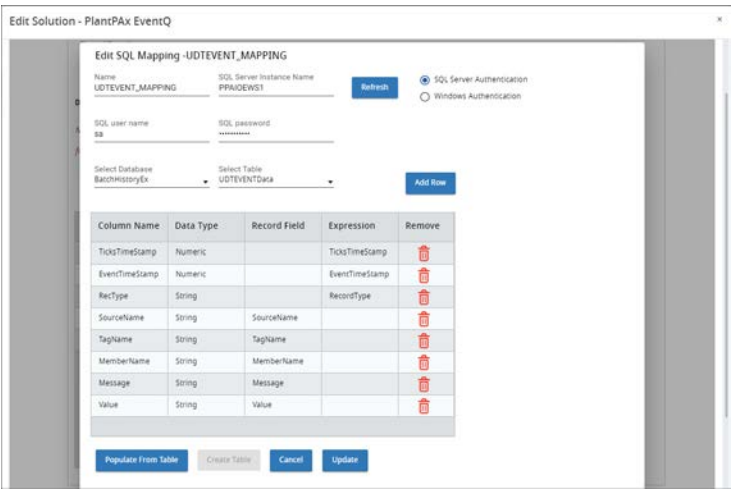 Edit Solution - PlantPAx EventQ
×
Edit SQL Mapping -UDTEVENT_MAPPING
Name SQL Server Instance Name
UDTEVENT_MAPPING PPAIOEWS1 Refresh SQL Server Authentication
Windows Authentication
SQL user name SQL password
sa •••••••••••
Select Database Select Table
BatchHistoryEx UDTEVENTData Add Row
Column Name Data Type Record Field Expression Remove
TicksTimeStamp Numeric TicksTimeStamp
EventTimeStamp Numeric EventTimeStamp
RecType String RecordType
SourceName String SourceName
TagName String TagName
MemberName String MemberName
Message String Message
Value String Value
Populate From Table Create Table Cancel Update